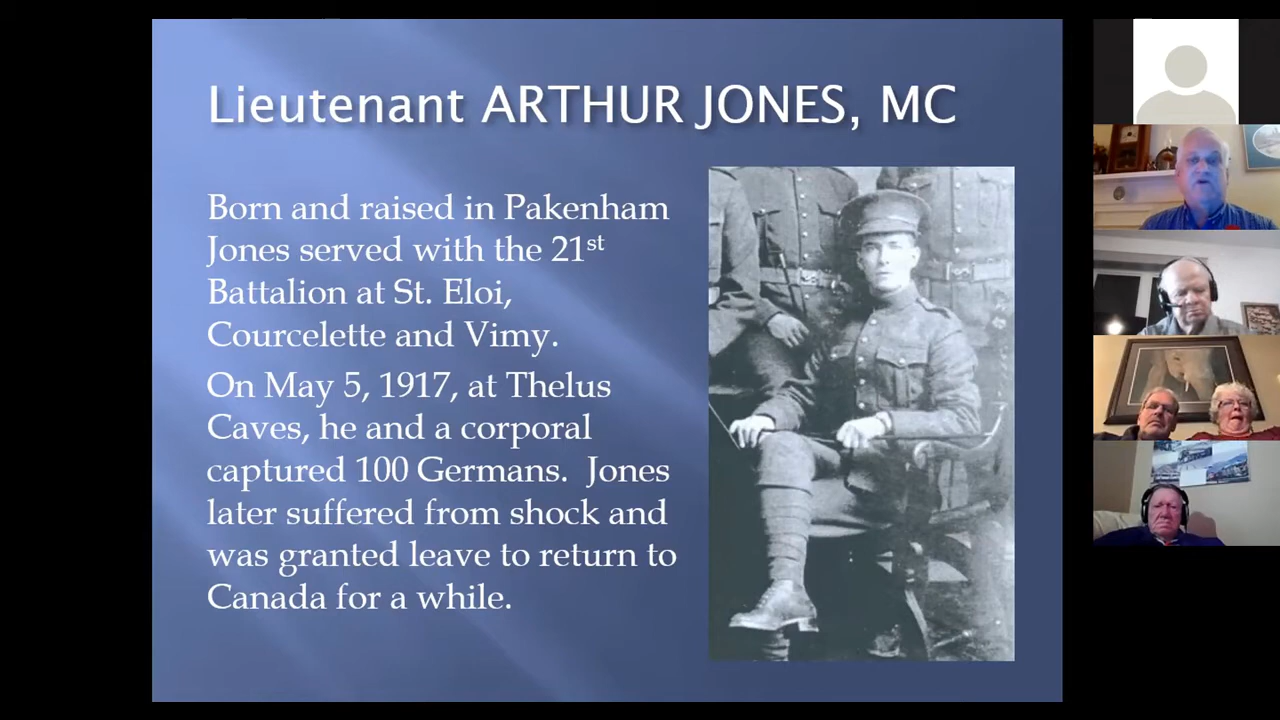 Lieutenant ARTHUR JONES, MC
Born and raised in Pakenham
Jones served with the 21st
Battalion at St. Eloi,
Courcelette and Vimy.
On May 5, 1917, at Thelus
Caves, he and a corporal
captured 100 Germans.  Jones
later suffered from shock and
was granted leave to return to
Canada for a while.